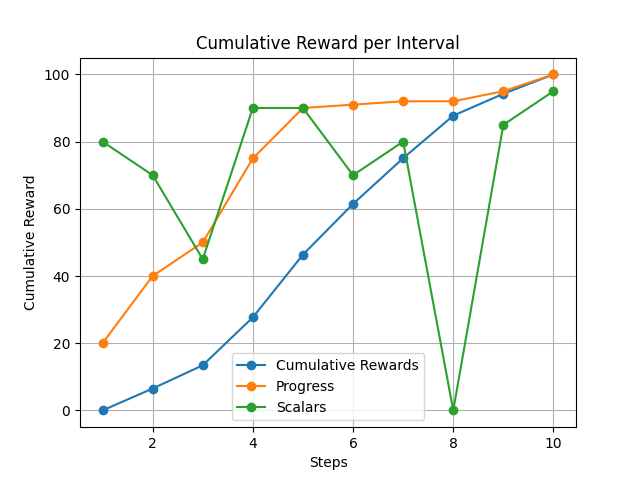 Cumulative Reward per Interval
100
80
60
40
20
0
Cumulative Reward
Cumulative Rewards
Progress
Scalars
2 4 6 8 10
Steps